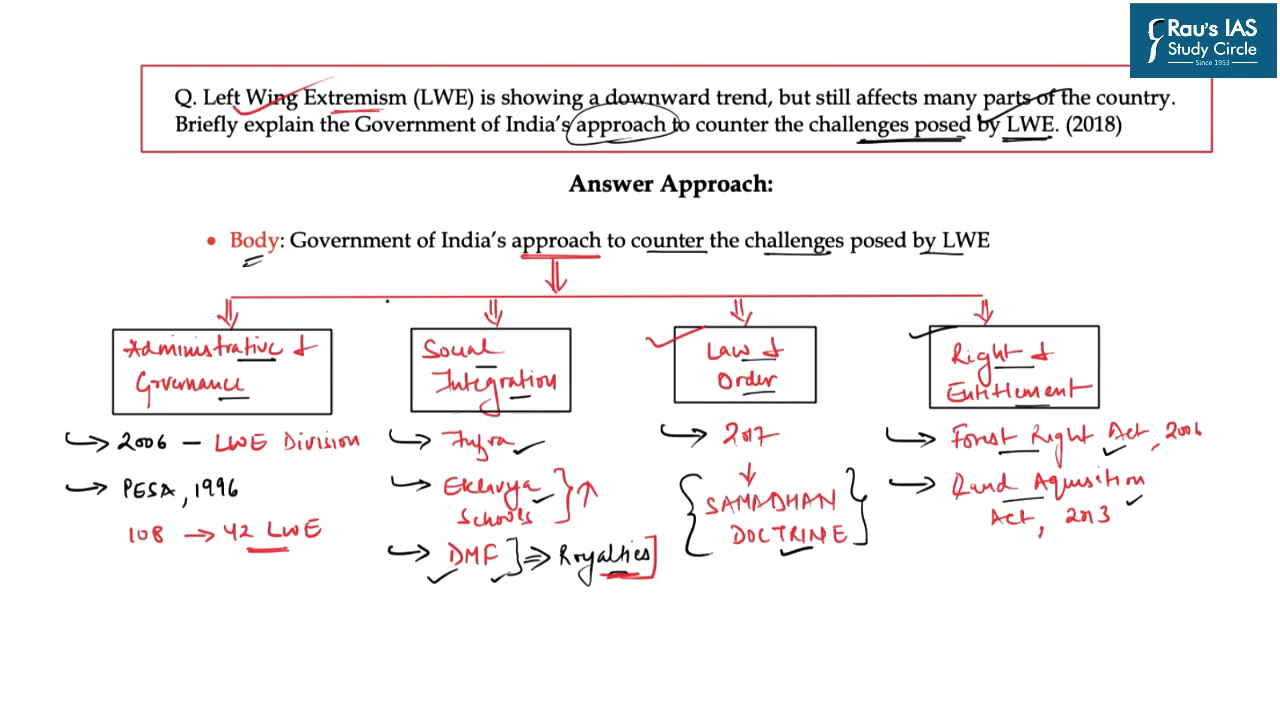 Rau's IAS
Study Circle
Since 1953
Q. Left Wing Extremism (LWE) is showing a downward trend, but still affects many parts of the country.
Briefly explain the Government of India's approach to counter the challenges posed by LWE. (2018)
Answer Approach:
• Body: Government of India's approach to counter the challenges posed by LWE
Administrative &
Governance
2006 - LWE Division
PESA, 1996
108 → 42 LWE
Social
Integration
Infra
Eklavya
Schools
DMF ⇒ Royalties
Law &
Order
2017
SAMADHAN
DOCTRINE
Right &
Entitlement
Forest Right Act, 2006
Land Aquisition
Act, 2013